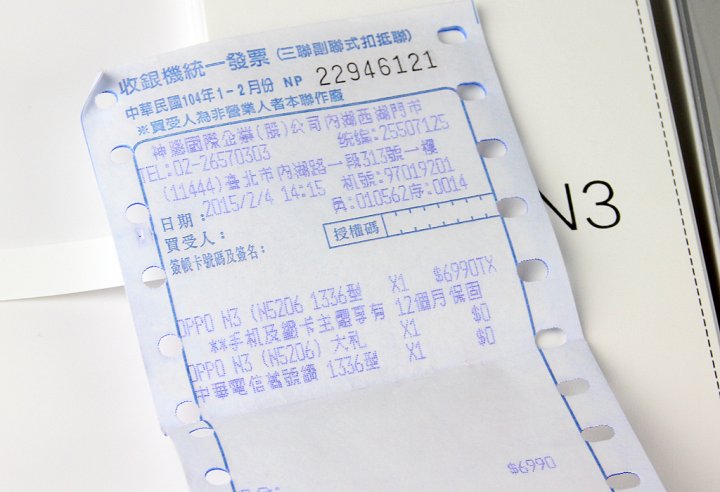 收銀機統一發票 (三聯副聯式扣抵聯)
中華民國104年1-2月份 NP 22946121
※買受人為非營業人者本聯作廢
神腦國際企業(股)公司內湖西湖門市
TEL:02-26570303 統編:25507125
(11444)臺北市內湖路一段313號一樓
2015/2/4 14:15 机號:97019201
日期: 員:010562序:0014
買受人: 授權碼
簽帳卡號碼及簽名:
N3
OPPO N3 (N5206 1336型 X1 $6990TX
**手机及鋼卡主題享有 12個月保固
OPPO N3 (N5206) 大礼 X1 $0
中華電信舊號續 1336型 X1 $0
$6990